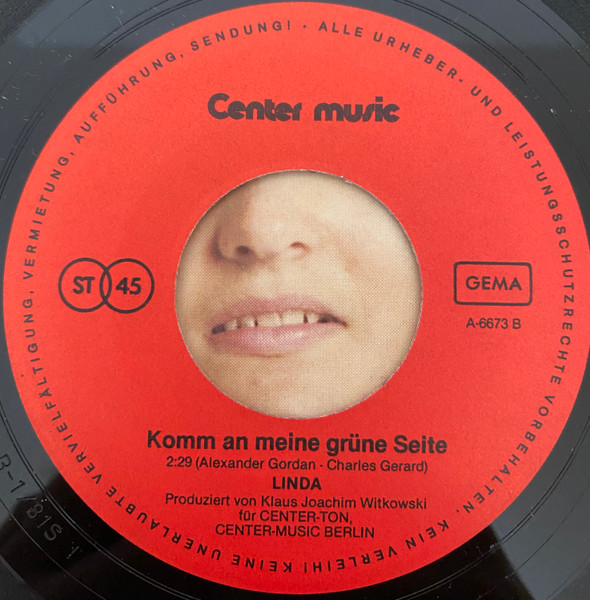 ALLE URHEBER- UND LEISTUNGSSCHUTZRECHTE VORBEHALTEN. KEIN VERLEIH! KEINE UNERLAUBTE VERVIELFÄLTIGUNG, VERMIETUNG, AUFFÜHRUNG, SENDUNG! ·
Center music
ST 45
GEMA
A-6673 B
Komm an meine grüne Seite
2:29 (Alexander Gordan - Charles Gerard)
LINDA
Produziert von Klaus Joachim Witkowski
für CENTER-TON,
CENTER-MUSIC BERLIN